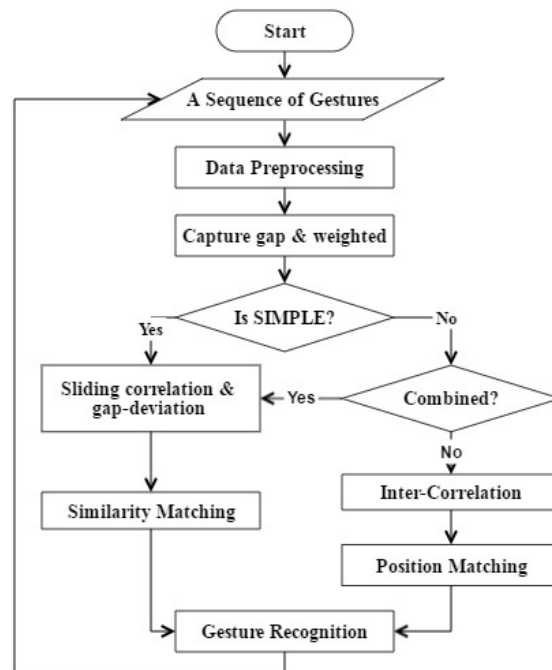 Start
A Sequence of Gestures
Data Preprocessing
Capture gap & weighted
Is SIMPLE?
Yes
No
Sliding correlation &
gap-deviation
Yes
Combined?
No
Inter-Correlation
Similarity Matching
Position Matching
Gesture Recognition